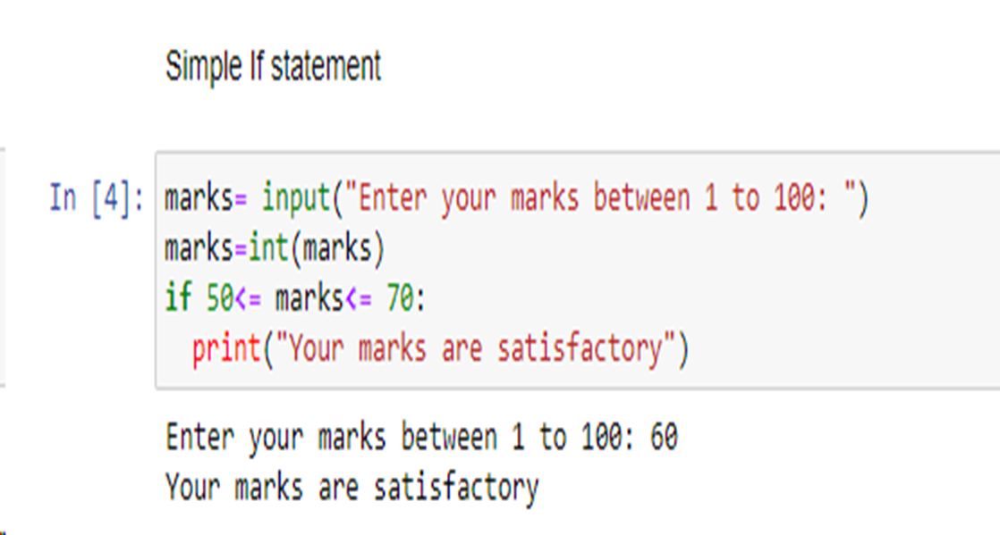 Simple If statement
In [4]: marks= input("Enter your marks between 1 to 100: ")
marks=int(marks)
if 50<= marks<= 70:
  print("Your marks are satisfactory")
Enter your marks between 1 to 100: 60
Your marks are satisfactory